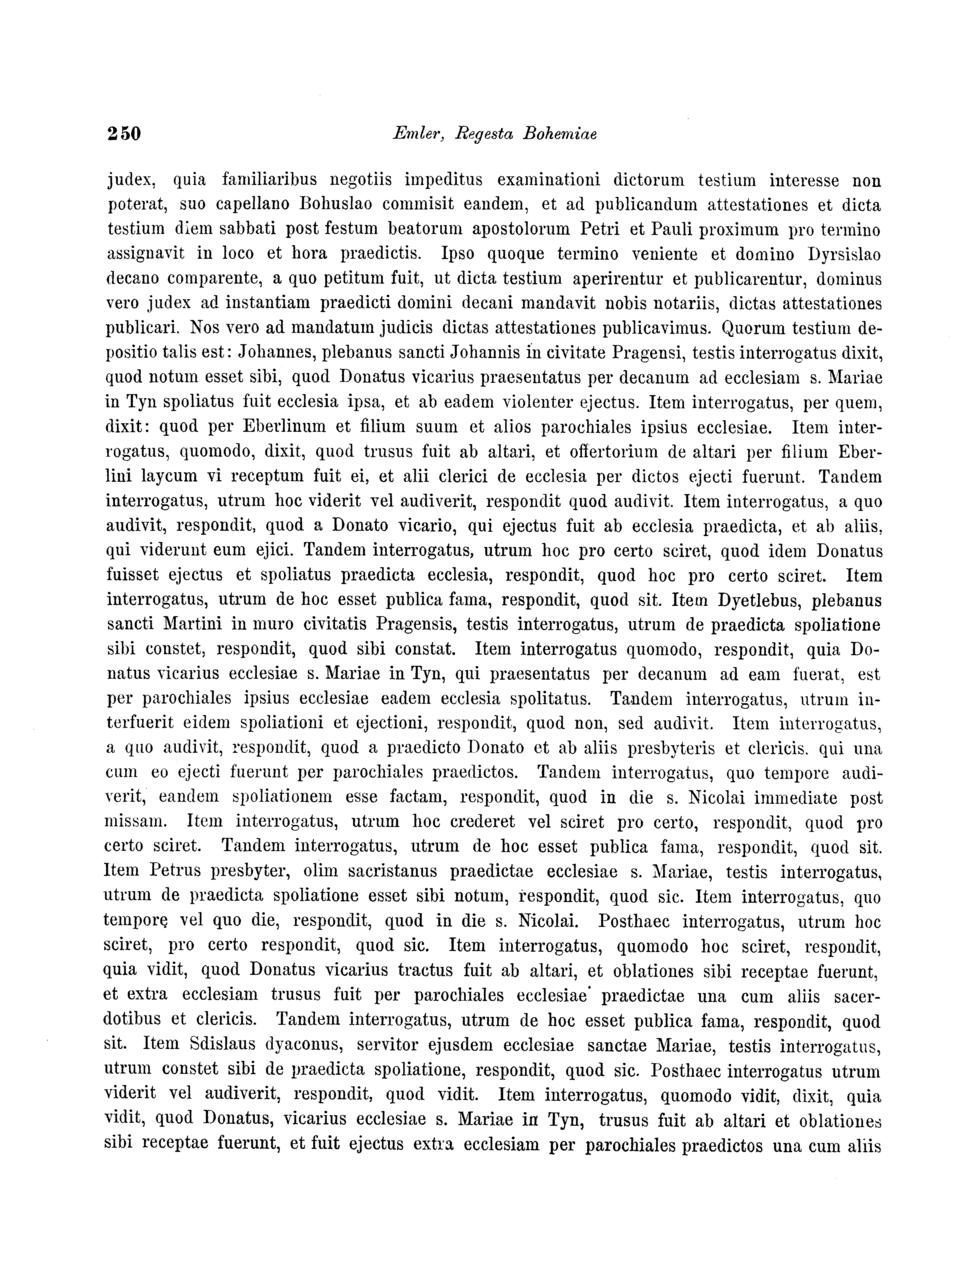 250
Emler, Regesta Bohemiae
judex, quia familiaribus negotiis impeditus examinationi dictorum testium interesse non
poterat, suo capellano Bohuslao commisit eandem, et ad publicandum attestationes et dicta
testium diem sabbati post festum beatorum apostolorum Petri et Pauli proximum pro termino
assignavit in loco et hora praedictis. Ipso quoque termino veniente et domino Dyrsislao
decano comparente, a quo petitum fuit, ut dicta testium aperirentur et publicarentur, dominus
vero judex ad instantiam praedicti domini decani mandavit nobis notariis, dictas attestationes
publicari. Nos vero ad mandatum judicis dictas attestationes publicavimus. Quorum testium de-
positio talis est: Johannes, plebanus sancti Johannis in civitate Pragensi, testis interrogatus dixit,
quod notum esset sibi, quod Donatus vicarius praesentatus per decanum ad ecclesiam s. Mariae
in Tyn spoliatus fuit ecclesia ipsa, et ab eadem violenter ejectus. Item interrogatus, per quem,
dixit: quod per Eberlinum et filium suum et alios parochiales ipsius ecclesiae. Item inter-
rogatus, quomodo, dixit, quod trusus fuit ab altari, et offertorium de altari per filium Eber-
lini laycum vi receptum fuit ei, et alii clerici de ecclesia per dictos ejecti fuerunt. Tandem
interrogatus, utrum hoc viderit vel audiverit, respondit quod audivit. Item interrogatus, a quo
audivit, respondit, quod a Donato vicario, qui ejectus fuit ab ecclesia praedicta, et ab aliis,
qui viderunt eum ejici. Tandem interrogatus, utrum hoc pro certo sciret, quod idem Donatus
fuisset ejectus et spoliatus praedicta ecclesia, respondit, quod hoc pro certo sciret. Item
interrogatus, utrum de hoc esset publica fama, respondit, quod sit. Item Dyetlebus, plebanus
sancti Martini in muro civitatis Pragensis, testis interrogatus, utrum de praedicta spoliatione
sibi constet, respondit, quod sibi constat. Item interrogatus quomodo, respondit, quia Do-
natus vicarius ecclesiae s. Mariae in Tyn, qui praesentatus per decanum ad eam fuerat, est
per parochiales ipsius ecclesiae eadem ecclesia spolitatus. Tandem interrogatus, utrum in-
terfuerit eidem spoliationi et ejectioni, respondit, quod non, sed audivit. Item interrogatus,
a quo audivit, respondit, quod a praedicto Donato et ab aliis presbyteris et clericis. qui una
cum eo ejecti fuerunt per parochiales praedictos. Tandem interrogatus, quo tempore audi-
verit, eandem spoliationem esse factam, respondit, quod in die s. Nicolai immediate post
missam. Item interrogatus, utrum hoc crederet vel sciret pro certo, respondit, quod pro
certo sciret. Tandem interrogatus, utrum de hoc esset publica fama, respondit, quod sit.
Item Petrus presbyter, olim sacristanus praedictae ecclesiae s. Mariae, testis interrogatus,
utrum de praedicta spoliatione esset sibi notum, respondit, quod sic. Item interrogatus, quo
tempore vel quo die, respondit, quod in die s. Nicolai. Posthaec interrogatus, utrum hoc
sciret, pro certo respondit, quod sic. Item interrogatus, quomodo hoc sciret, respondit,
quia vidit, quod Donatus vicarius tractus fuit ab altari, et oblationes sibi receptae fuerunt,
et extra ecclesiam trusus fuit per parochiales ecclesiae praedictae una cum aliis sacer-
dotibus et clericis. Tandem interrogatus, utrum de hoc esset publica fama, respondit, quod
sit. Item Sdislaus dyaconus, servitor ejusdem ecclesiae sanctae Mariae, testis interrogatus,
utrum constet sibi de praedicta spoliatione, respondit, quod sic. Posthaec interrogatus utrum
viderit vel audiverit, respondit, quod vidit. Item interrogatus, quomodo vidit, dixit, quia
vidit, quod Donatus, vicarius ecclesiae s. Mariae in Tyn, trusus fuit ab altari et oblationes
sibi receptae fuerunt, et fuit ejectus extra ecclesiam per parochiales praedictos una cum aliis